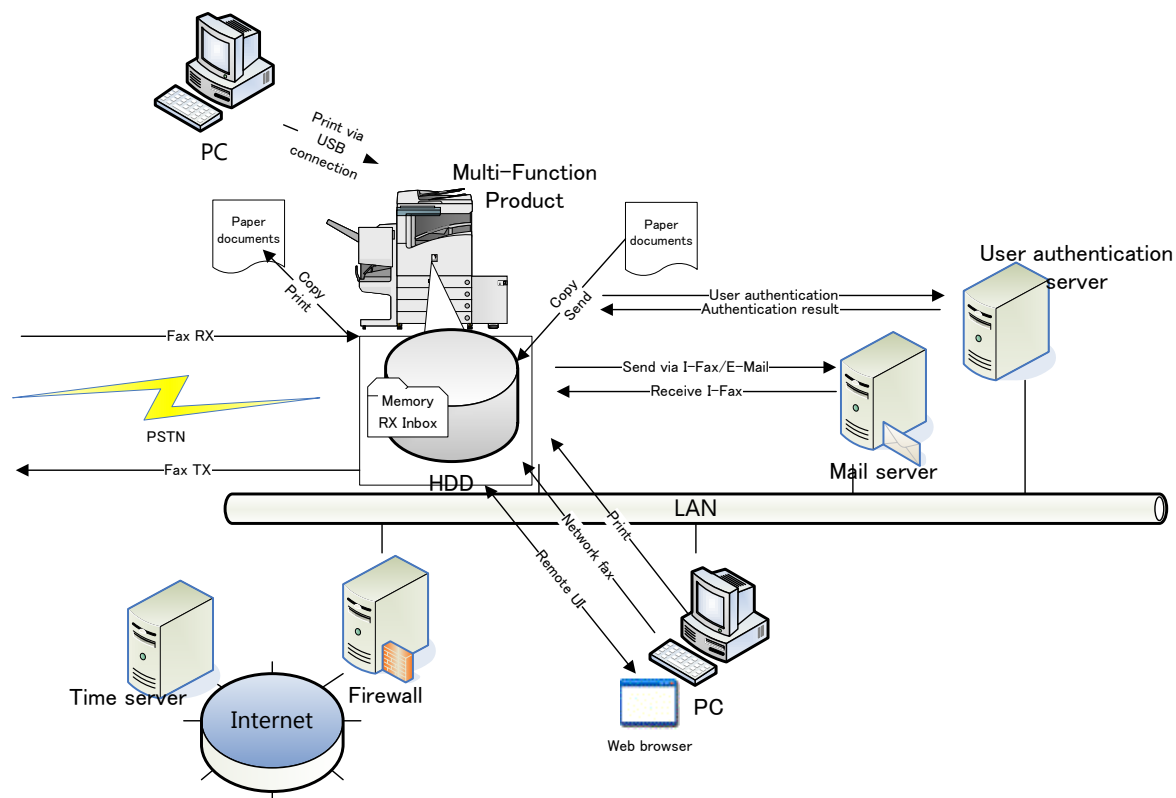 PC
Print via
USB
connection
Multi-Function
Product
Paper
documents
Copy
Print
Paper
documents
Copy
Send
User authentication
server
User authentication
Authentication result
Fax RX
Send via I-Fax/E-Mail
Receive I-Fax
Memory
RX Inbox
PSTN
Fax TX
HDD
Mail server
LAN
Print
Network fax
Remote UI
Time server
Firewall
Internet
PC
Web browser